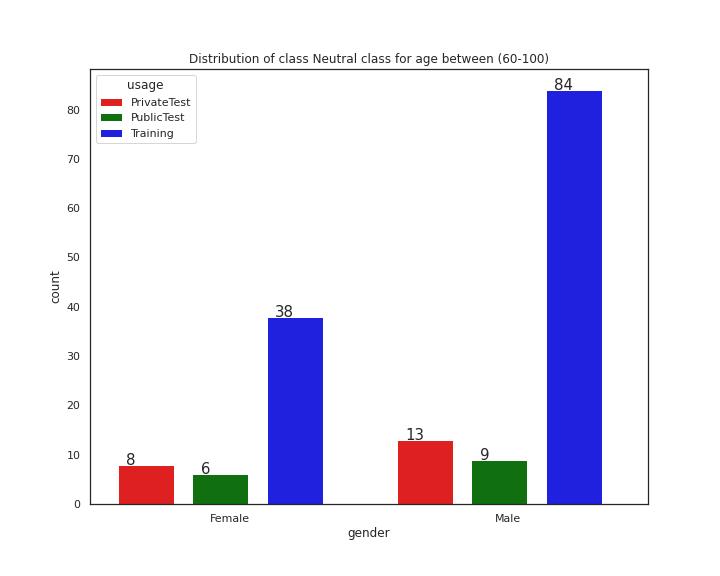 Distribution of class Neutral class for age between (60-100)
usage
PrivateTest
PublicTest
Training
count
80
70
60
50
40
30
20
10
0
8
6
38
13
9
84
Female
Male
gender